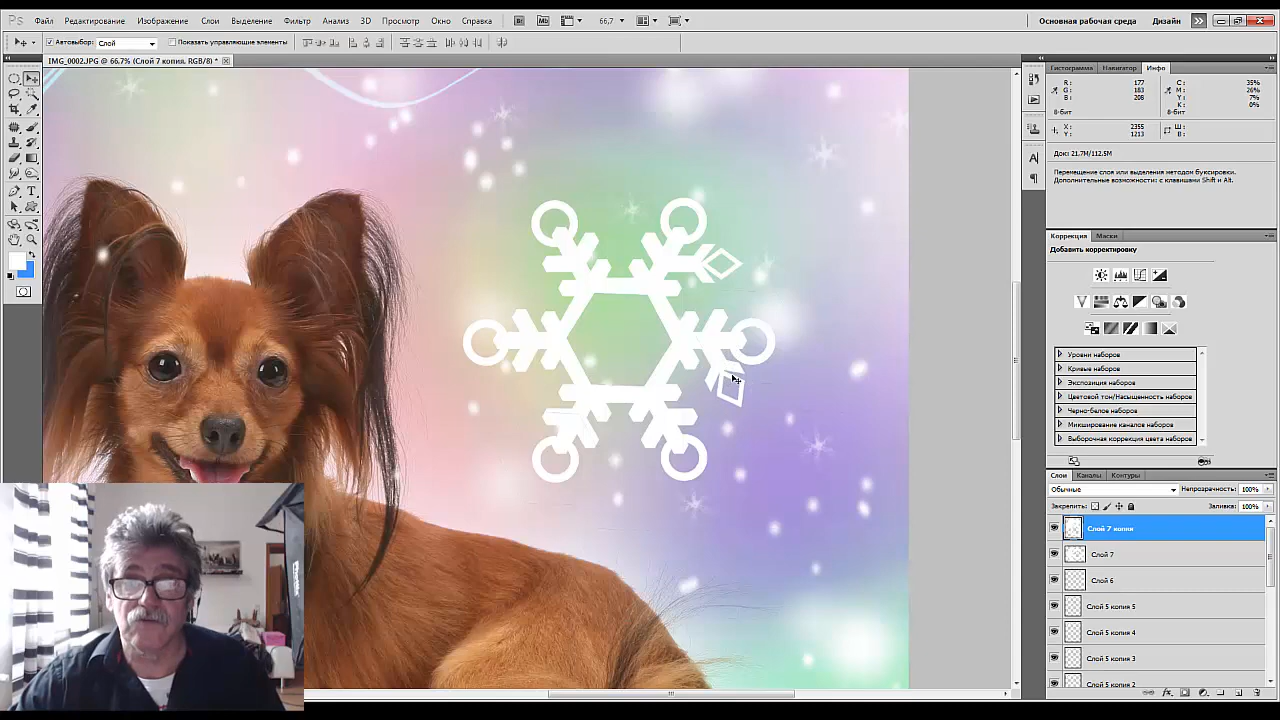 Ps Файл Редактирование Изображение Слои Выделение Фильтр Анализ 3D Просмотр Окно Справка Br Mb 66,7 Основная рабочая среда Дизайн
Автовыбор: Слой Показать управляющие элементы
IMG_0002.JPG @ 66.7% (Слой 7 копия, RGB/8) *
Гистограмма Навигатор Инфо
R: 177 C: 35%
G: 183 M: 26%
B: 208 Y: 7%
K: 0%
8-бит 8-бит
X: 2355 Ш:
Y: 1213 В:
Док: 21.7M/112.5M
Перемещение слоя или выделения методом буксировки.
Дополнительные возможности: с клавишами Shift и Alt.
Коррекция Маски
Добавить корректировку
Уровни наборов
Кривые наборов
Экспозиция наборов
Цветовой тон/Насыщенность наборов
Черно-белое наборов
Микширование каналов наборов
Выборочная коррекция цвета наборов
Слои Каналы Контуры
Обычные Непрозрачность: 100%
Закрепить: Заливка: 100%
Слой 7 копия
Слой 7
Слой 6
Слой 5 копия 5
Слой 5 копия 4
Слой 5 копия 3
Слой 5 копия 2